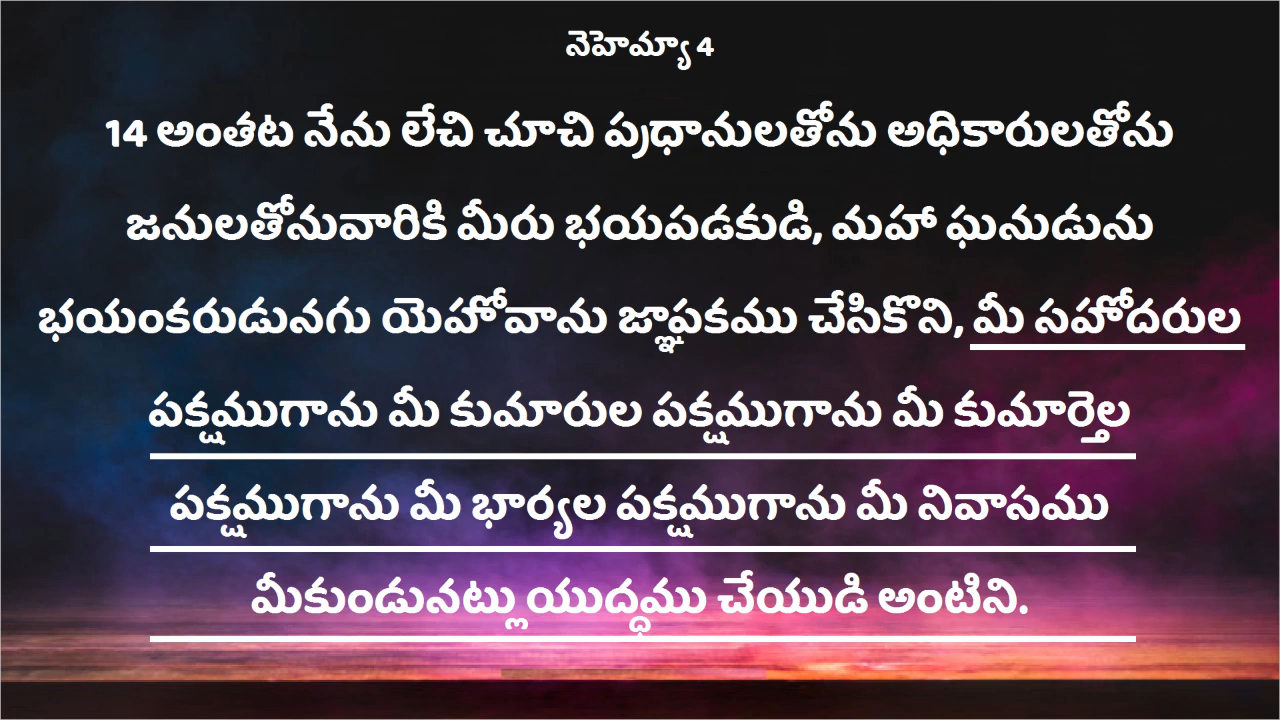 నెహెమ్యా 4
14 అంతట నేను లేచి చూచి ప్రధానులతోను అధికారులతోను
జనులతోనువారికి మీరు భయపడకుడి, మహా ఘనుడును
భయంకరుడునగు యెహోవాను జ్ఞాపకము చేసికొని, మీ సహోదరుల
పక్షముగాను మీ కుమారుల పక్షముగాను మీ కుమార్తెల
పక్షముగాను మీ భార్యల పక్షముగాను మీ నివాసము
మీకుండునట్లు యుద్ధము చేయుడి అంటిని.